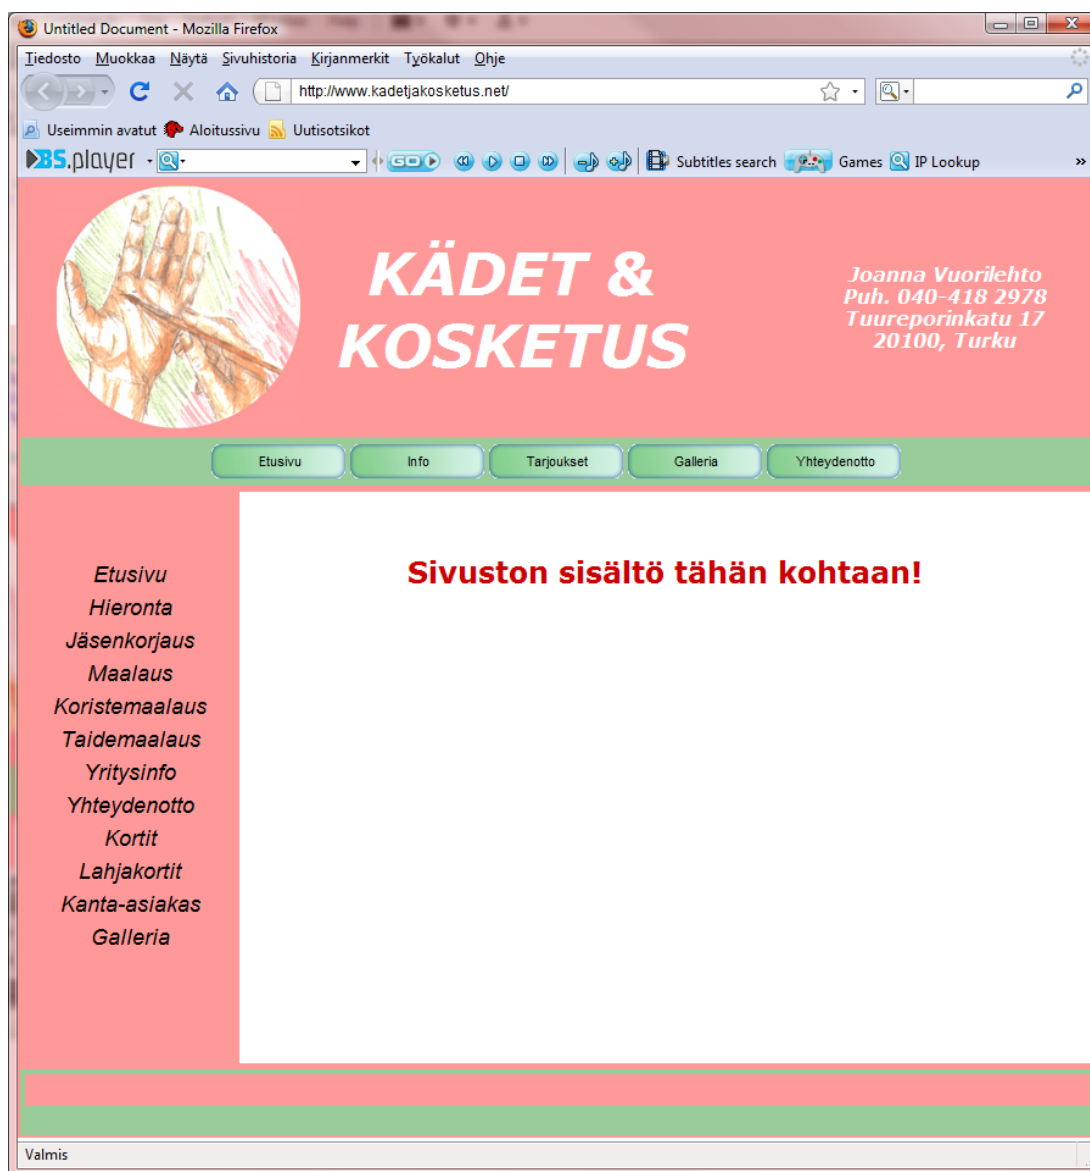 Untitled Document - Mozilla Firefox
Tiedosto Muokkaa Näytä Sivuhistoria Kirjanmerkit Työkalut Ohje
http://www.kadetjakosketus.net/
Useimmin avatut Aloitussivu Uutisotsikot
BS.player GO Subtitles search Games IP Lookup »
KÄDET &
KOSKETUS
Joanna Vuorilehto
Puh. 040-418 2978
Tuureporinkatu 17
20100, Turku
Etusivu Info Tarjoukset Galleria Yhteydenotto
Etusivu
Hieronta
Jäsenkorjaus
Maalaus
Koristemaalaus
Taidemaalaus
Yritysinfo
Yhteydenotto
Kortit
Lahjakortit
Kanta-asiakas
Galleria
Sivuston sisältö tähän kohtaan!
Valmis